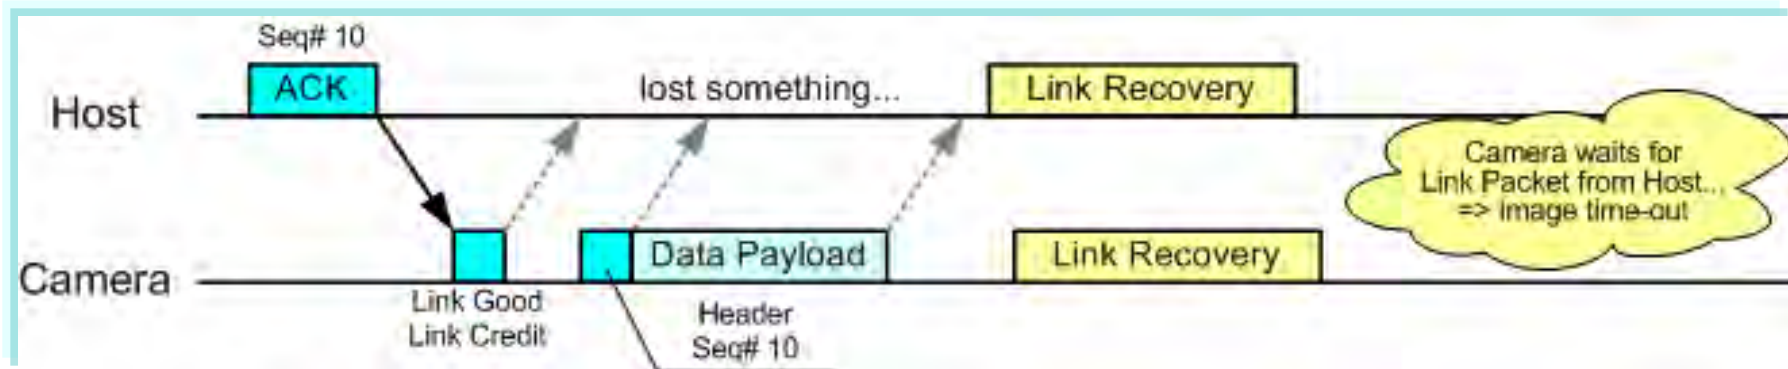 Seq# 10
ACK
lost something...
Link Recovery
Host
Camera waits for
Link Packet from Host...
=> image time-out
Data Payload
Link Recovery
Camera
Link Good
Link Credit
Header
Seq# 10